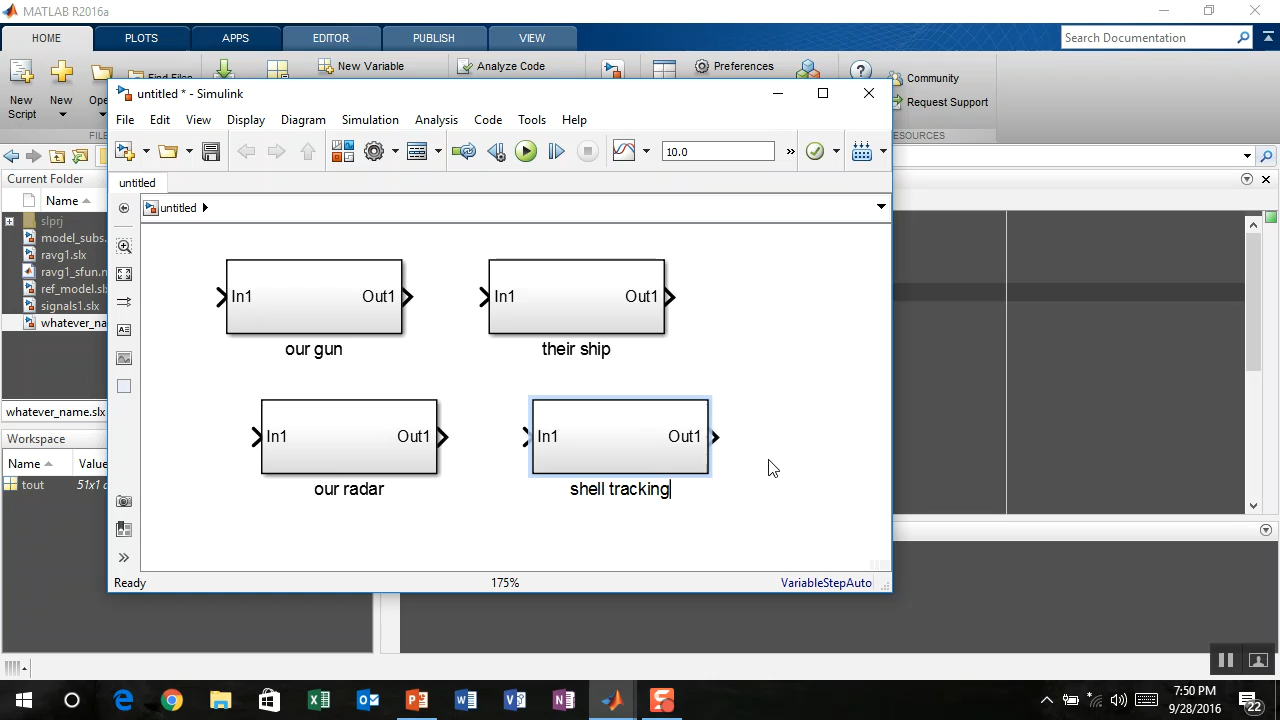 MATLAB R2016a
HOME
PLOTS
APPS
EDITOR
PUBLISH
VIEW
Search Documentation
New Variable
Analyze Code
Preferences
Community
Find Files
New
Script
New
Request Support
untitled * - Simulink
File
Edit
View
Display
Diagram
Simulation
Analysis
Code
Tools
Help
10.0
Current Folder
untitled
Name
untitled
slprj
model_subs.
ravg1.slx
ravg1_sfun.
ref_model.sl
signals1.slx
whatever_na
In1
Out1
In1
Out1
our gun
their ship
whatever_name.slx
Workspace
In1
Out1
In1
Out1
Name
Value
tout
51x1
our radar
shell tracking
Ready
175%
VariableStepAuto
7:50 PM
9/28/2016
22